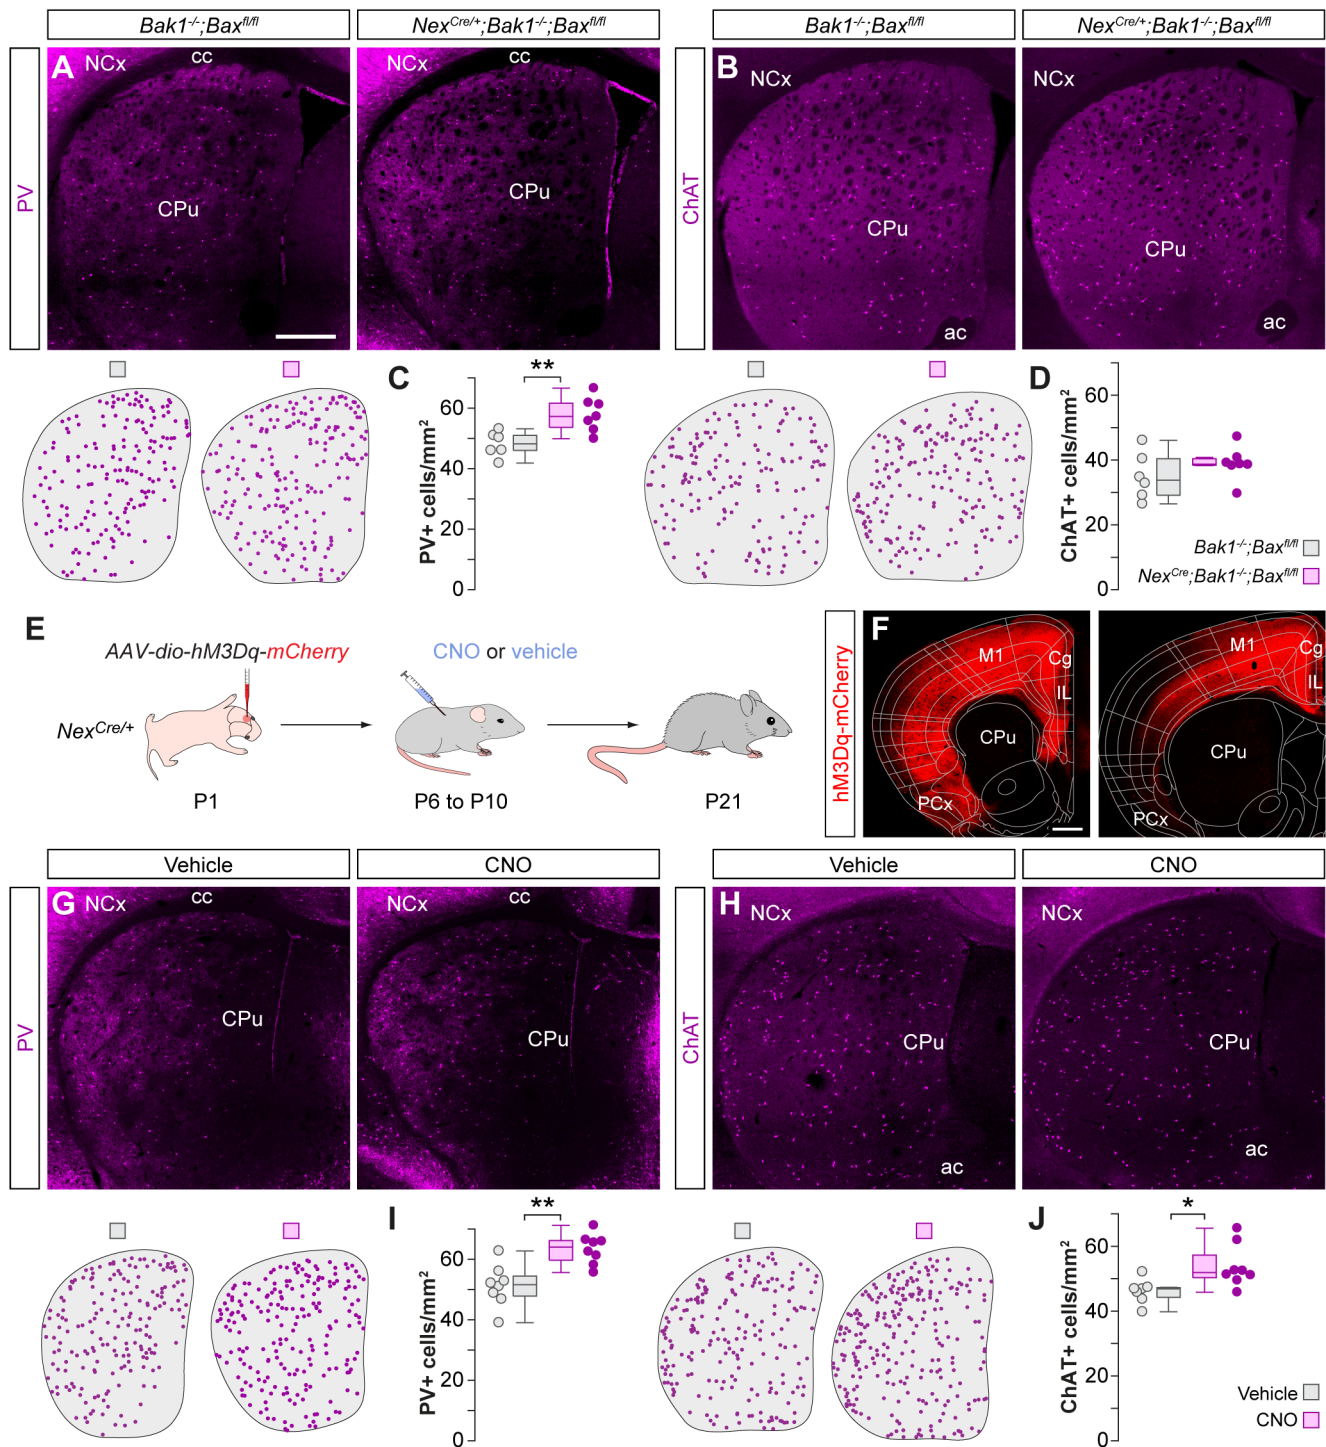 Bak1-/-;Baxfl/fl
NexCre/+;Bak1-/-;Baxfl/fl
Bak1-/-;Baxfl/fl
NexCre/+;Bak1-/-;Baxfl/fl
PV
A
NCx
cc
CPu
NCx
cc
CPu
ChAT
B
NCx
CPu
ac
NCx
CPu
ac
C
**
PV+ cells/mm2
60
40
20
0
D
ChAT+ cells/mm2
60
40
20
0
Bak1-/-;Baxfl/fl
NexCre;Bak1-/-;Baxfl/fl
E
AAV-dio-hM3Dq-mCherry
CNO or vehicle
NexCre/+
P1
P6 to P10
P21
hM3Dq-mCherry
F
M1
Cg
IL
CPu
PCx
M1
Cg
IL
CPu
PCx
Vehicle
CNO
Vehicle
CNO
PV
G
NCx
cc
CPu
NCx
cc
CPu
ChAT
H
NCx
CPu
ac
NCx
CPu
ac
I
**
PV+ cells/mm2
60
40
20
0
J
*
ChAT+ cells/mm2
60
40
20
0
Vehicle
CNO